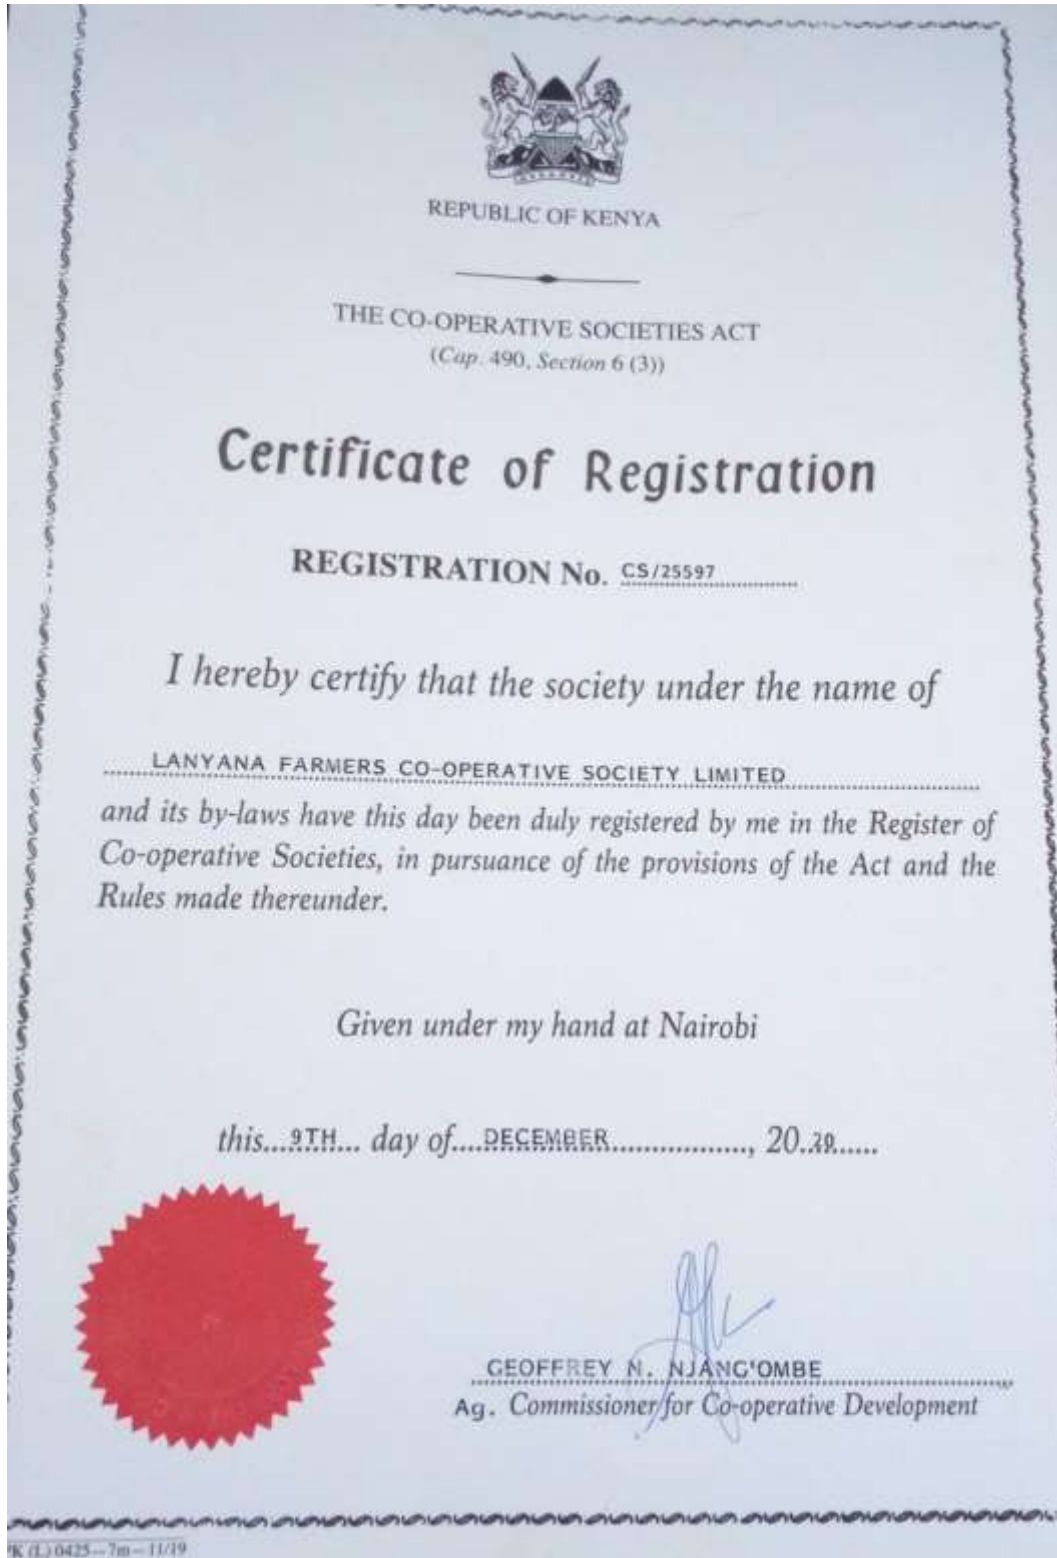 REPUBLIC OF KENYA
THE CO-OPERATIVE SOCIETIES ACT
(Cap. 490, Section 6 (3))
Certificate of Registration
REGISTRATION No. CS/25597
I hereby certify that the society under the name of
LANYANA FARMERS CO-OPERATIVE SOCIETY LIMITED
and its by-laws have this day been duly registered by me in the Register of
Co-operative Societies, in pursuance of the provisions of the Act and the
Rules made thereunder.
Given under my hand at Nairobi
this...9TH... day of....DECEMBER................., 20..20......
GEOFFREY N. NJANG'OMBE
Ag. Commissioner for Co-operative Development
(L) 0425—7m—11/19